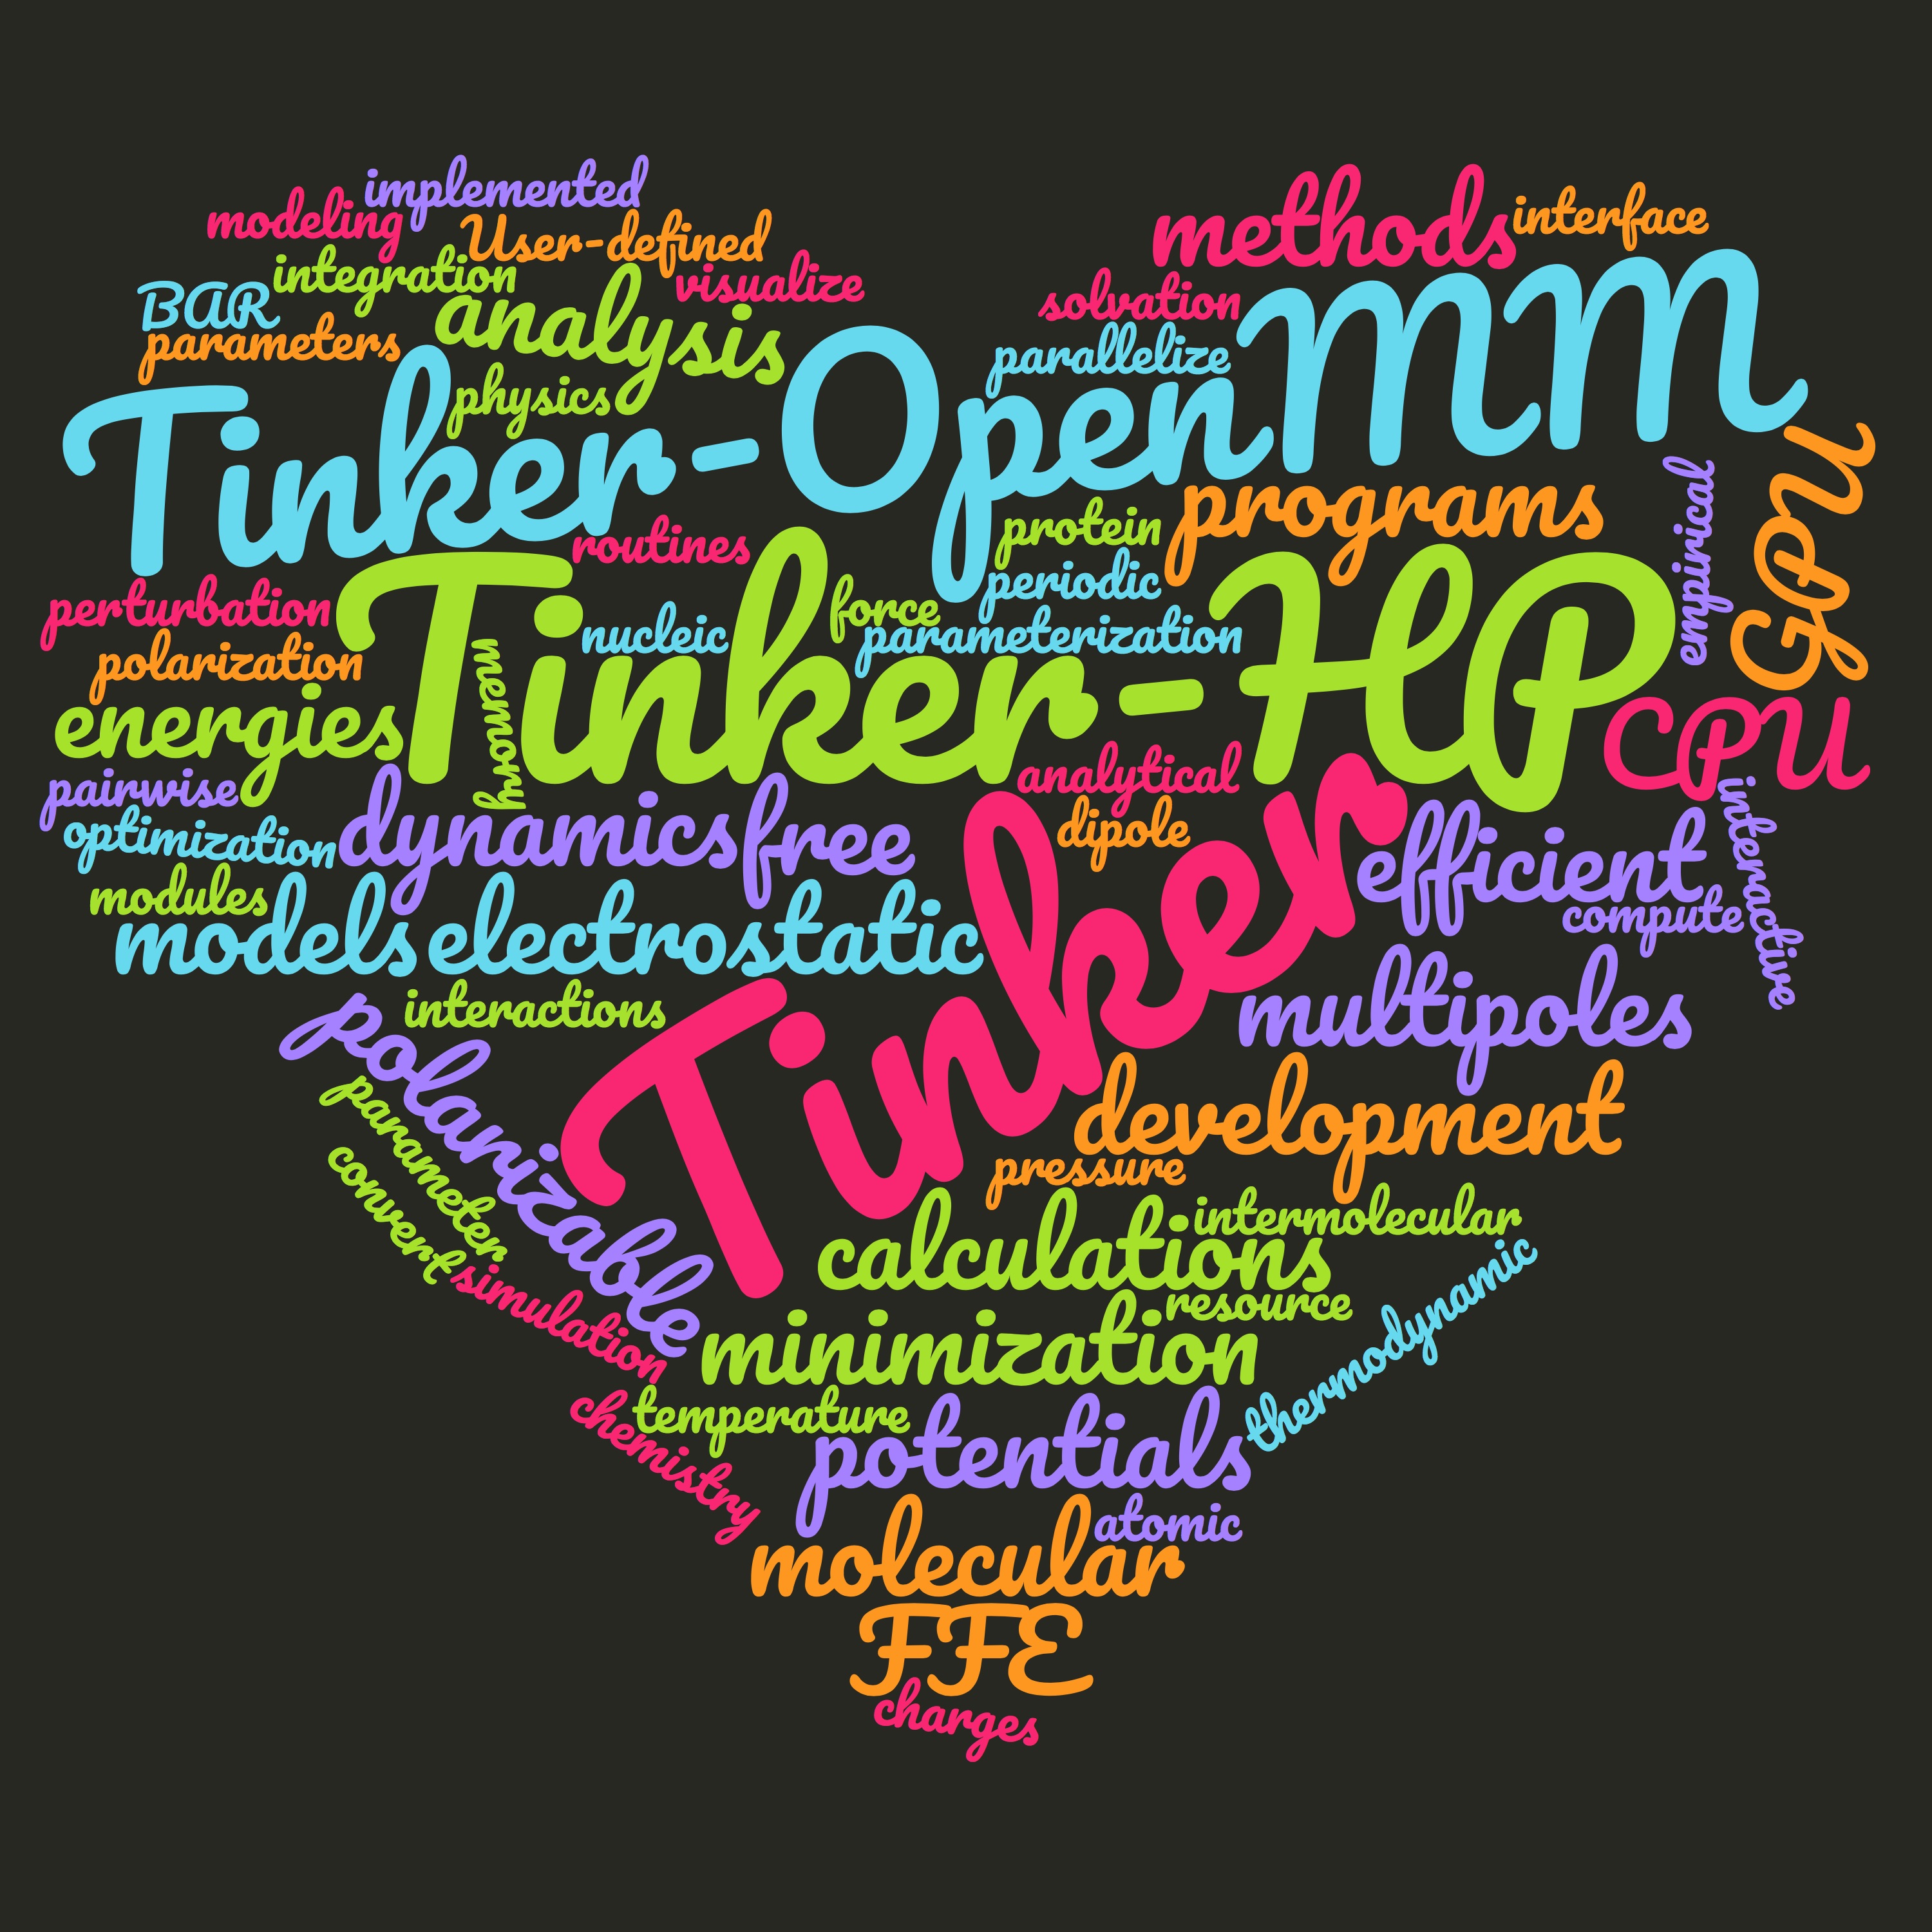 implemented
modeling
User-defined
methods
interface
integration
visualize
BAR
analysis
solvation
parameters
parallelize
physics
Tinker-OpenMM
GPU
empirical
programs
protein
routines
periodic
perturbation
force
nucleic
parameterization
polarization
Tinker-HP
energies
framework
CPU
analytical
pairwise
interactive
dipole
optimization
dynamics
free
efficient
modules
compute
models
electrostatic
Tinker
multipoles
interactions
polarizable
development
parameter
pressure
convert
intermolecular
calculations
thermodynamic
simulation
resource
minimization
temperature
chemistry
potentials
atomic
molecular
FFE
charges